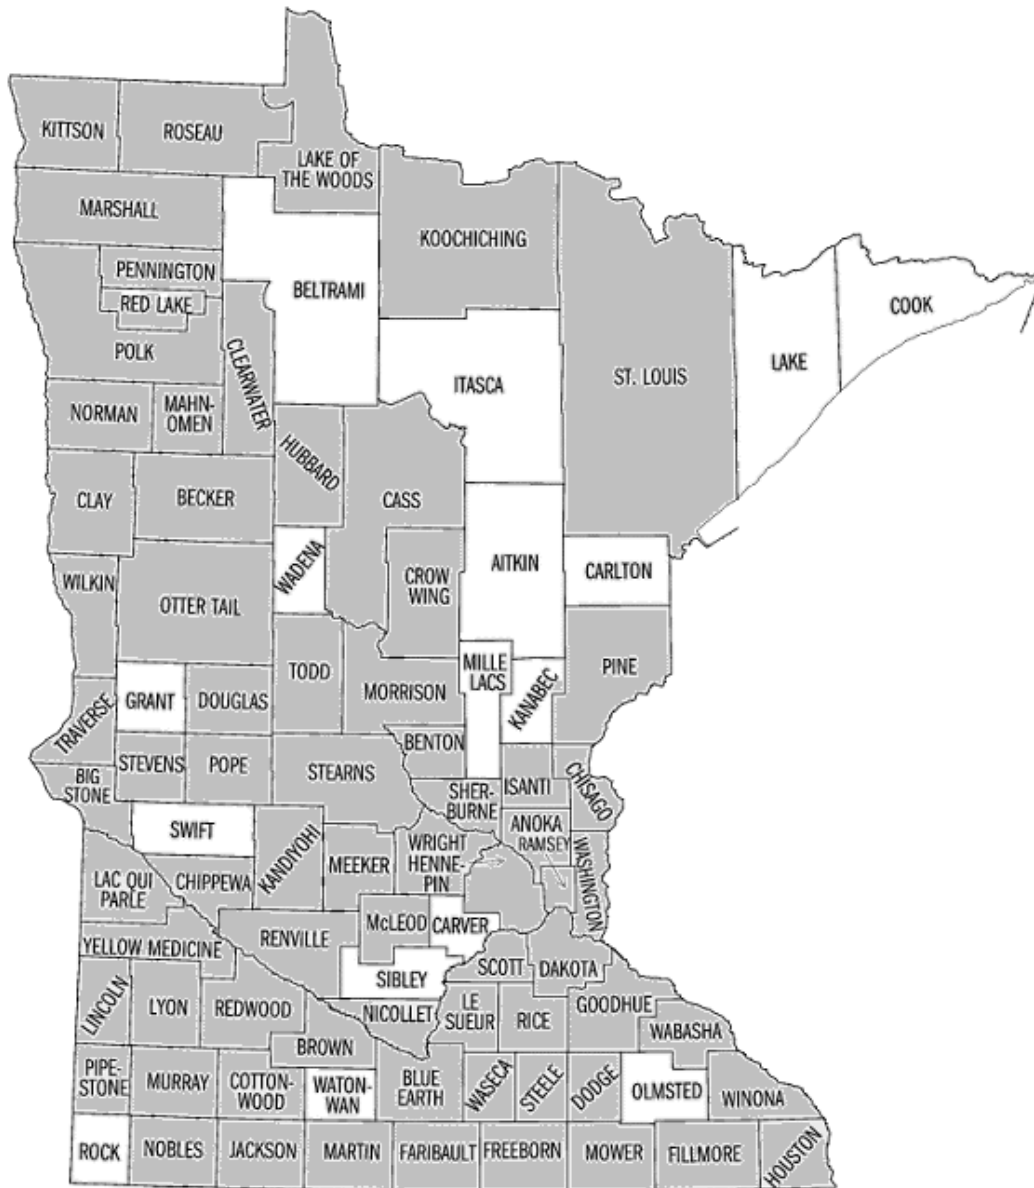 KITTSON
ROSEAU
LAKE OF
THE WOODS
MARSHALL
KOOCHICHING
PENNINGTON
BELTRAMI
RED LAKE
COOK
POLK
CLEARWATER
ITASCA
ST. LOUIS
LAKE
NORMAN
MAHN-
OMEN
HUBBARD
CLAY
BECKER
CASS
WILKIN
OTTER TAIL
WADENA
CROW
WING
AITKIN
CARLTON
TODD
MILLE
LACS
PINE
GRANT
DOUGLAS
MORRISON
KANABEC
TRAVERSE
STEVENS
POPE
STEARNS
BENTON
BIG
STONE
SHER-
BURNE
ISANTI
CHISAGO
SWIFT
KANDIYOHI
ANOKA
RAMSEY
WRIGHT
HENNE-
PIN
MEEKER
WASHINGTON
LAC QUI
PARLE
CHIPPEWA
McLEOD
CARVER
RENVILLE
YELLOW MEDICINE
SIBLEY
SCOTT
DAKOTA
LINCOLN
LYON
REDWOOD
NICOLLET
LE
SUEUR
RICE
GOODHUE
WABASHA
BROWN
PIPE-
STONE
MURRAY
COTTON-
WOOD
WATON-
WAN
BLUE
EARTH
WASECA
STEELE
DODGE
OLMSTED
WINONA
ROCK
NOBLES
JACKSON
MARTIN
FARIBAULT
FREEBORN
MOWER
FILLMORE
HOUSTON